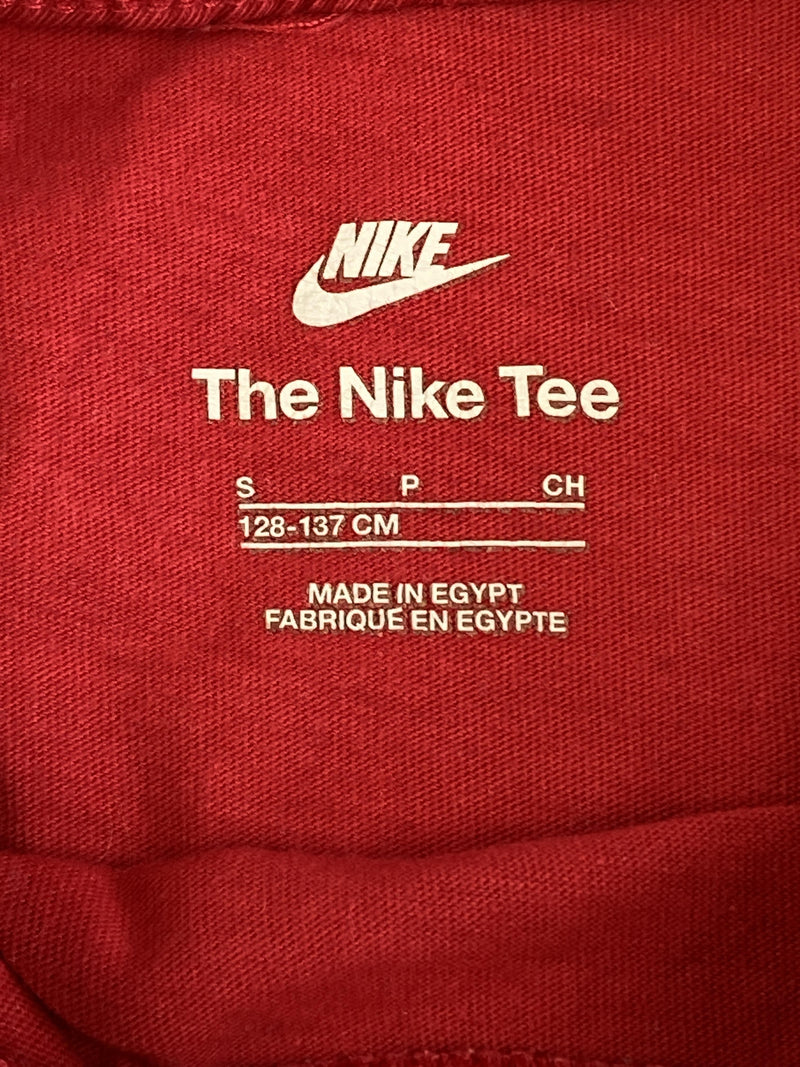 NIKE
The Nike Tee
S P CH
128-137 CM
MADE IN EGYPT
FABRIQUÉ EN EGYPTE